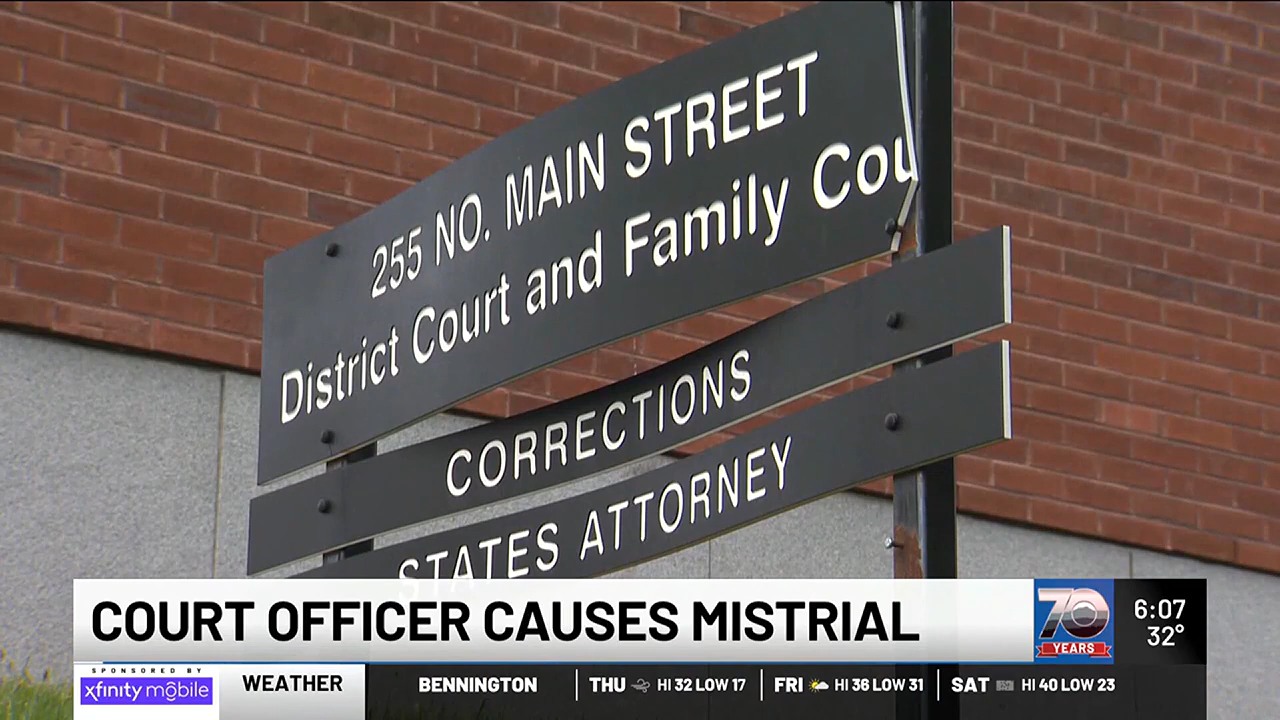 255 NO. MAIN STREET
District Court and Family Cou
CORRECTIONS
STATES ATTORNEY
COURT OFFICER CAUSES MISTRIAL
70
YEARS
6:07
32°
SPONSORED BY
xfinity mobile
WEATHER
BENNINGTON
THU HI 32 LOW 17
FRI HI 36 LOW 31
SAT HI 40 LOW 23